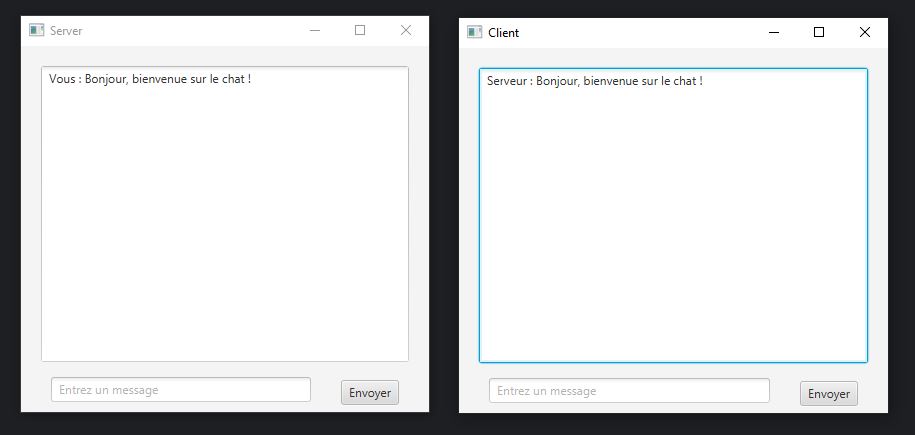 Server
Vous : Bonjour, bienvenue sur le chat !
Entrez un message
Envoyer
Client
Serveur : Bonjour, bienvenue sur le chat !
Entrez un message
Envoyer